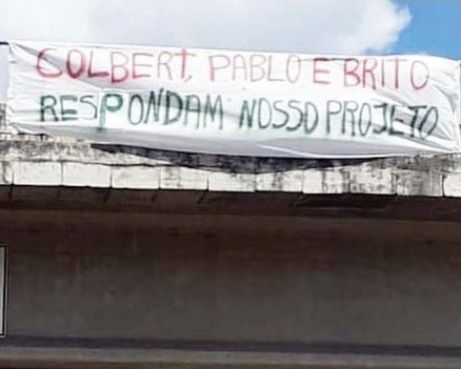 COLBERT, PABLO E BRITO
RESPONDAM NOSSO PROJETO